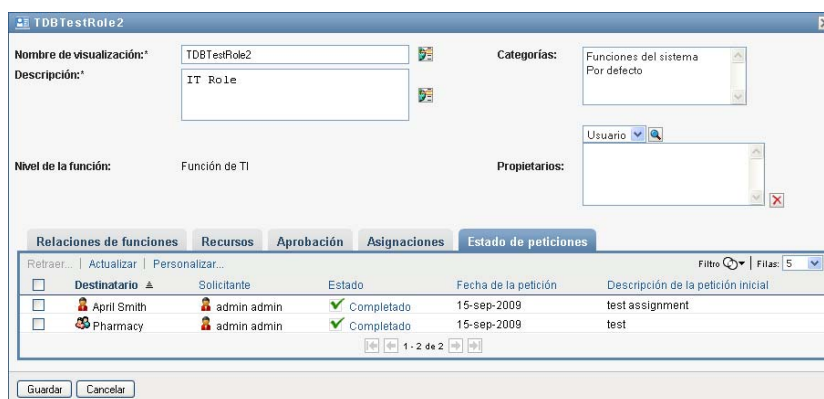 TDBTestRole2
Nombre de visualización:* TDBTestRole2 Categorías: Funciones del sistema
Por defecto
Descripción:* IT Role
Usuario
Nivel de la función: Función de TI Propietarios:
Relaciones de funciones Recursos Aprobación Asignaciones Estado de peticiones
Retraer... | Actualizar | Personalizar... Filtro | Filas: 5
Destinatario Solicitante Estado Fecha de la petición Descripción de la petición inicial
April Smith admin admin Completado 15-sep-2009 test assignment
Pharmacy admin admin Completado 15-sep-2009 test
1 - 2 de 2
Guardar Cancelar